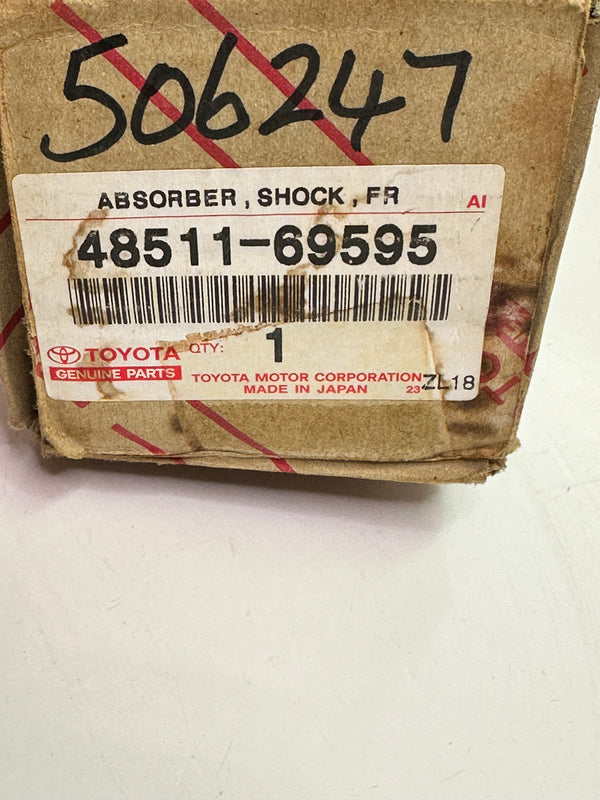 506247
ABSORBER, SHOCK, FR
AI
48511-69595
TOYOTA QTY: 1
GENUINE PARTS
TOYOTA MOTOR CORPORATION
MADE IN JAPAN 23 ZL18